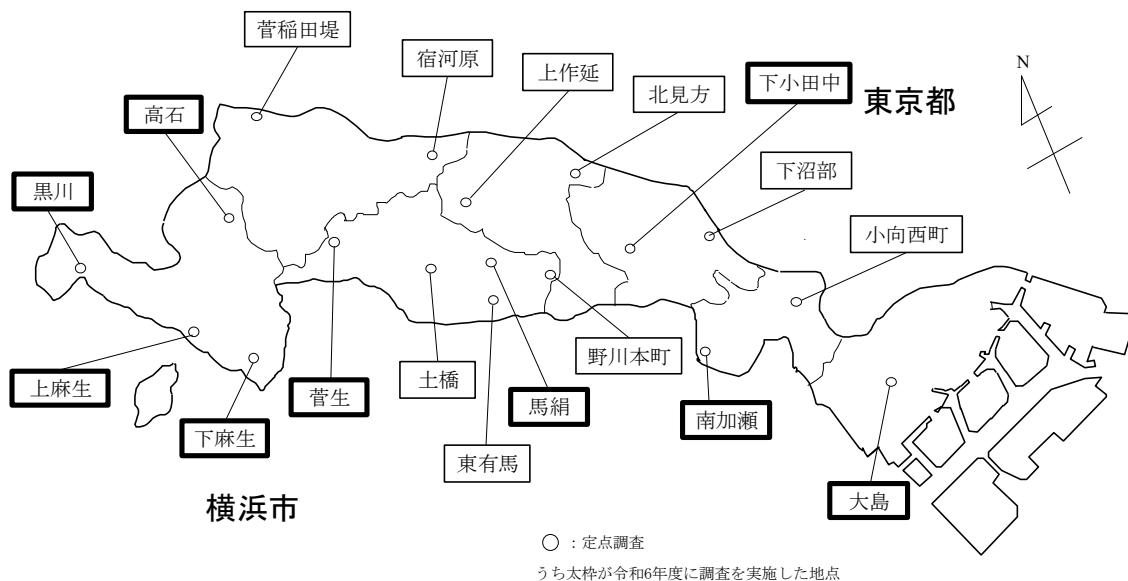 菅稲田堤
宿河原
上作延
北見方
下小田中
東京都
N
高石
下沼部
黒川
小向西町
上麻生
下麻生
菅生
土橋
馬絹
野川本町
南加瀬
東有馬
大島
横浜市
○ : 定点調査
うち太枠が令和6年度に調査を実施した地点